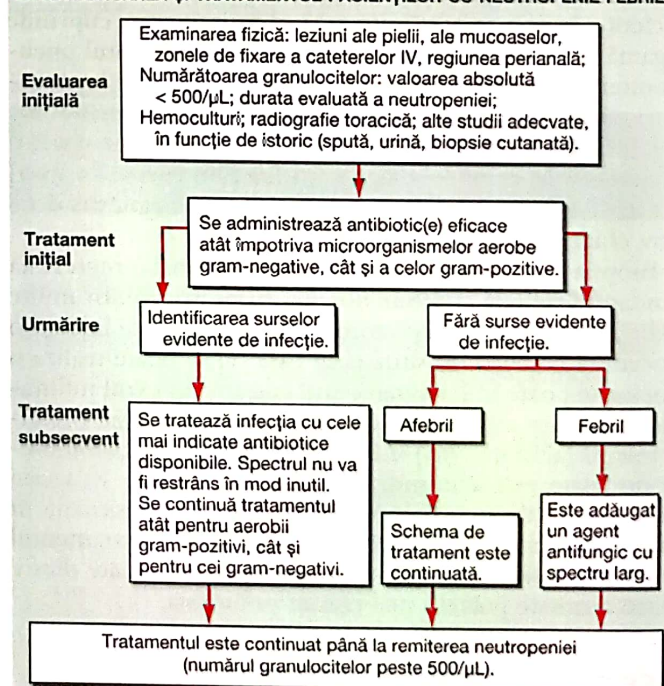 Examinarea fizică: leziuni ale pielii, ale mucoaselor,
zonele de fixare a cateterelor IV, regiunea perianală;
Numărătoarea granulocitelor: valoarea absolută
< 500/µL; durata evaluată a neutropeniei;
Hemoculturi; radiografie toracică; alte studii adecvate,
în funcție de istoric (spută, urină, biopsie cutanată).
Evaluarea
inițială
Tratament
inițial
Se administrează antibiotic(e) eficace
atât împotriva microorganismelor aerobe
gram-negative, cât și a celor gram-pozitive.
Urmărire
Identificarea surselor
evidente de infecție.
Fără surse evidente
de infecție.
Tratament
subsecvent
Se tratează infecția cu cele
mai indicate antibiotice
disponibile. Spectrul nu va
fi restrâns în mod inutil.
Se continuă tratamentul
atât pentru aerobii
gram-pozitivi, cât și
pentru cei gram-negativi.
Afebril
Febril
Schema de
tratament este
continuată.
Este adăugat
un agent
antifungic cu
spectru larg.
Tratamentul este continuat până la remiterea neutropeniei
(numărul granulocitelor peste 500/µL).